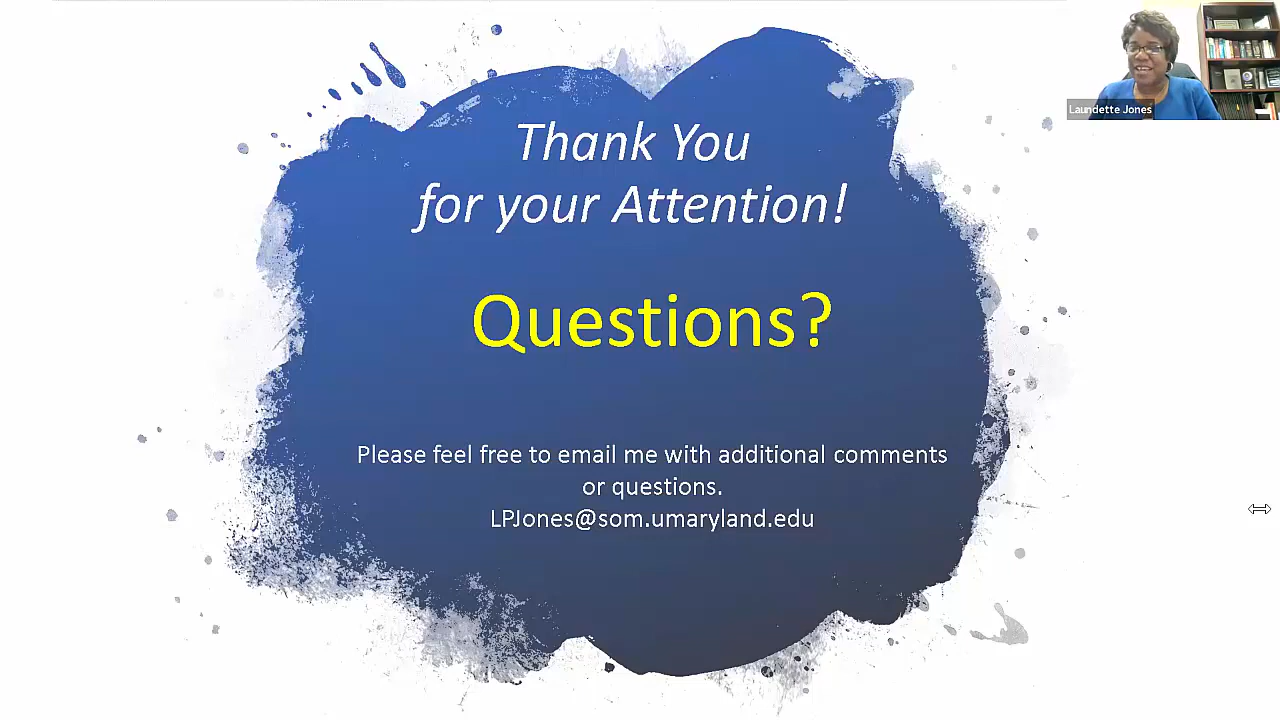 Thank You
for your Attention!
Questions?
Please feel free to email me with additional comments
or questions.
LPJones@som.umaryland.edu
Laundette Jones